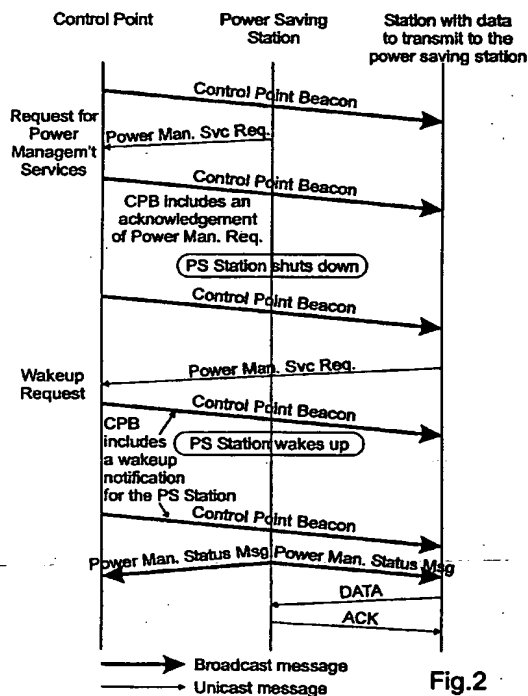 Control Point
Power Saving
Station
Station with data
to transmit to the
power saving station
Control Point Beacon
Request for
Power
Managem't
Services
Power Man. Svc Req.
Control Point Beacon
CPB includes an
acknowledgement
of Power Man. Req.
PS Station shuts down
Control Point Beacon
Power Man. Svc Req.
Wakeup
Request
Control Point Beacon
CPB
includes
a wakeup
notification
for the PS Station
PS Station wakes up
Control Point Beacon
Power Man. Status Msg
Power Man. Status Msg
DATA
ACK
Broadcast message
Unicast message
Fig.2